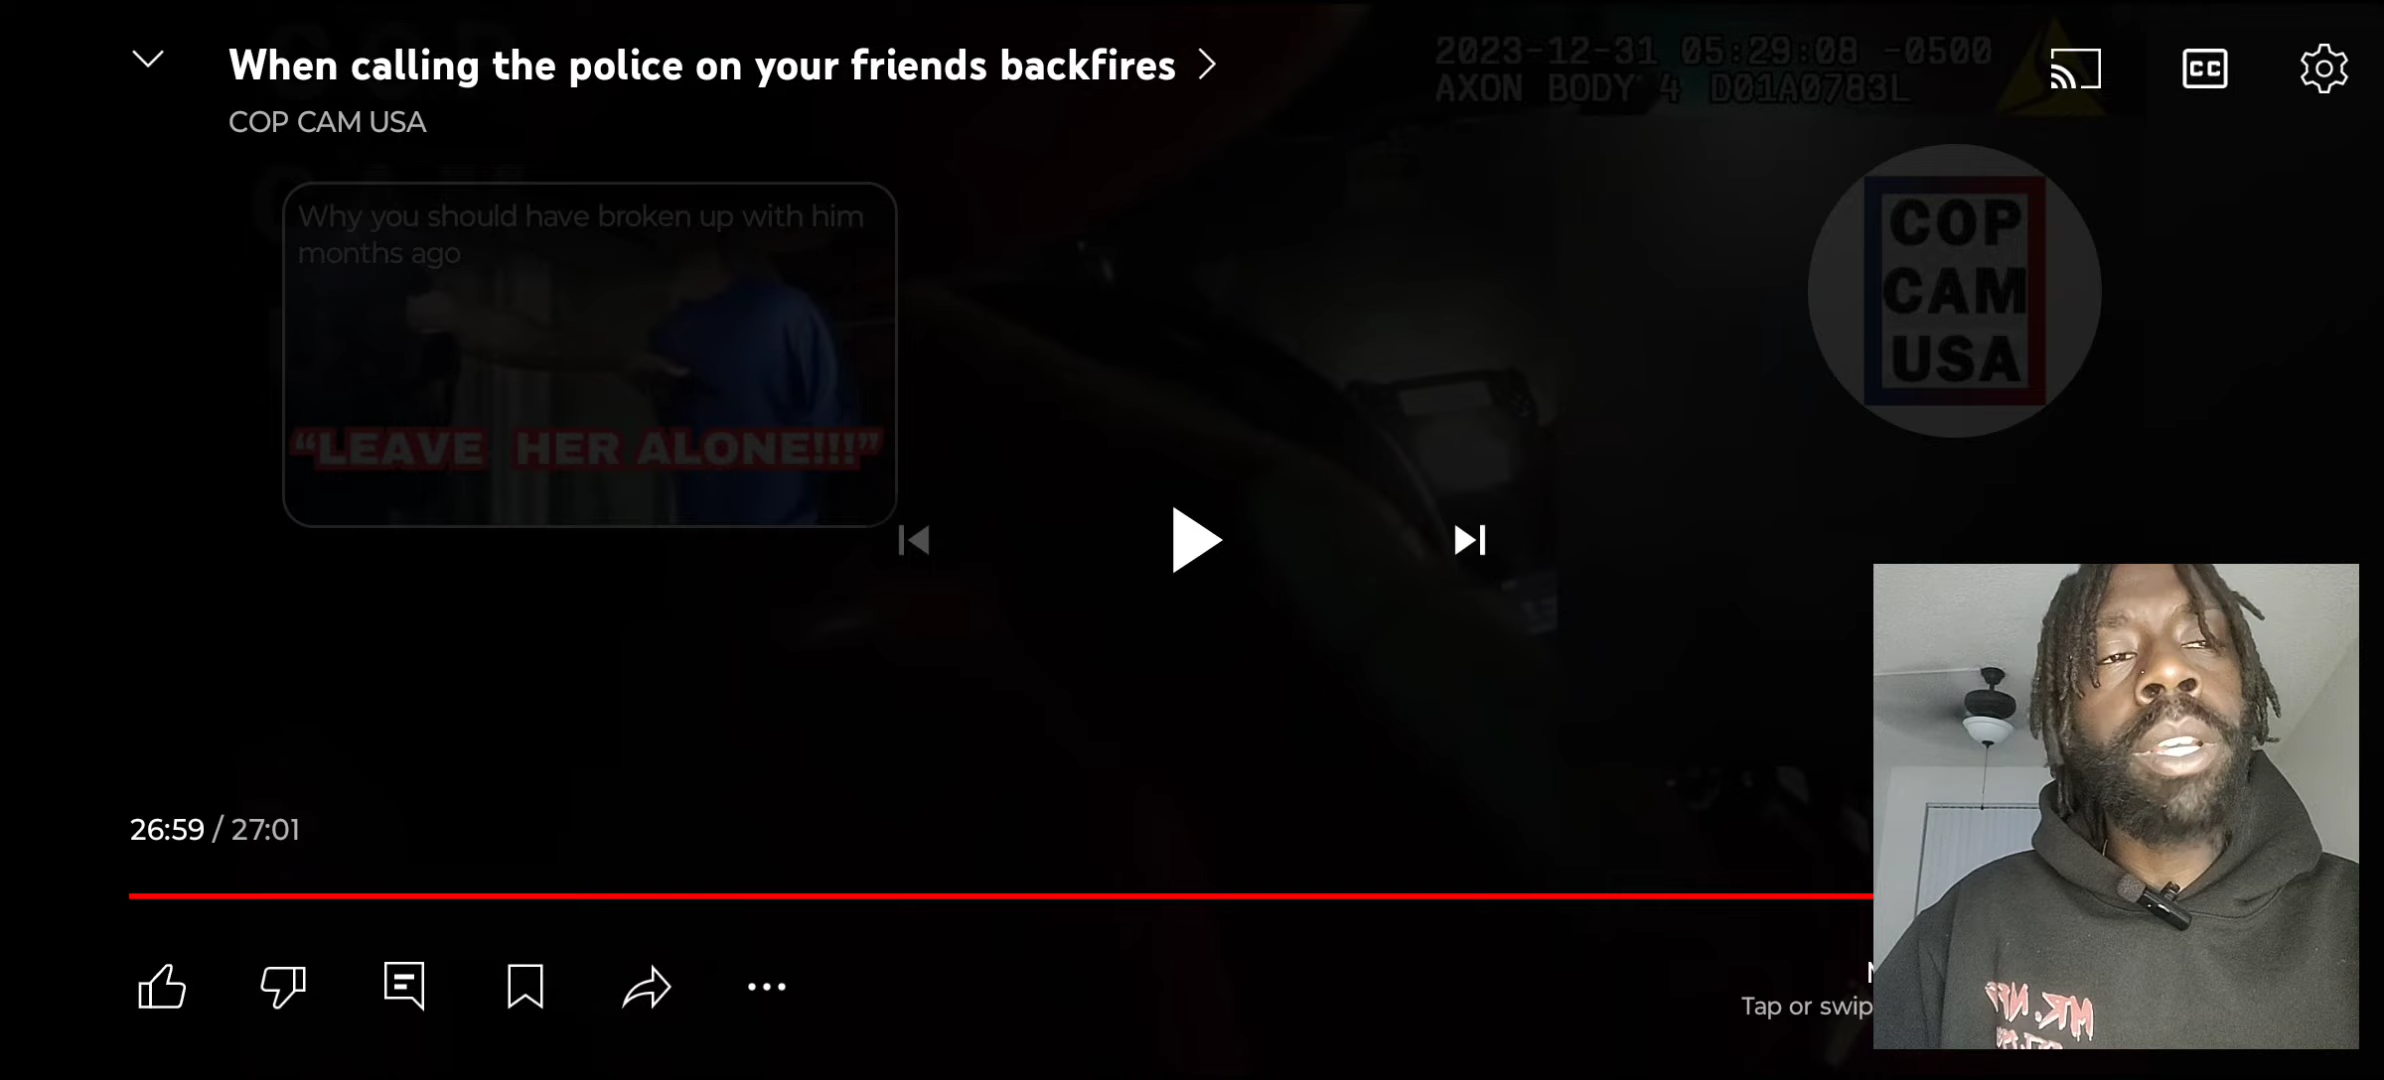 When calling the police on your friends backfires
COP CAM USA
2023-12-31 05:29:08 -0500
AXON BODY 4 D01A0783L
CC
Why you should have broken up with him
months ago
"LEAVE HER ALONE!!!"
COP
CAM
USA
26:59 / 27:01
Tap or swip
MR.